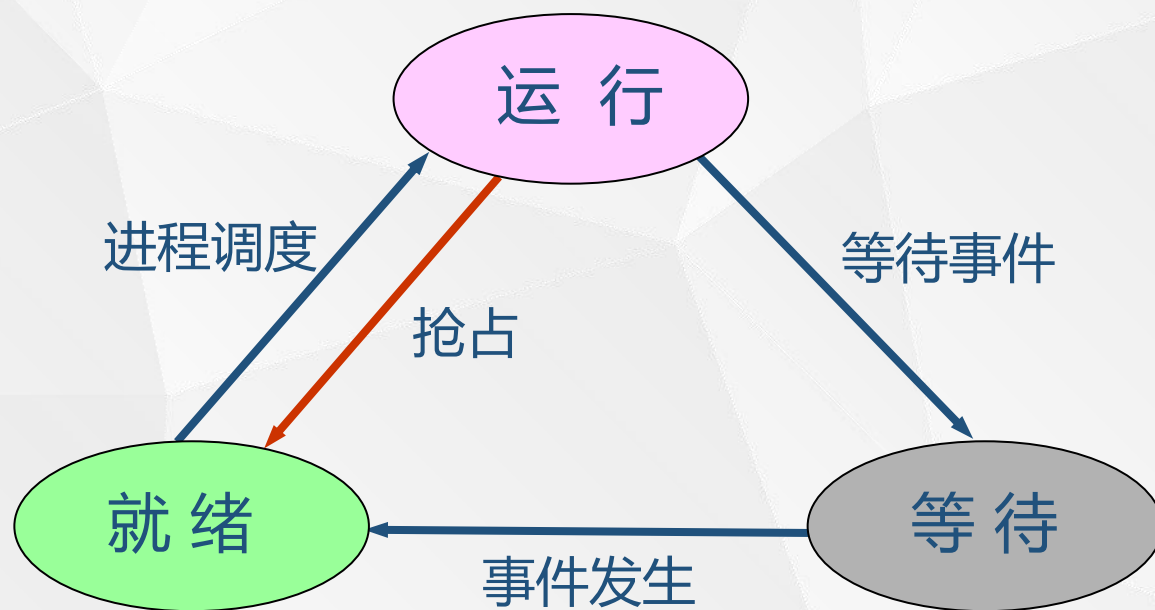 运 行
进程调度
等待事件
抢占
就 绪
等 待
事件发生